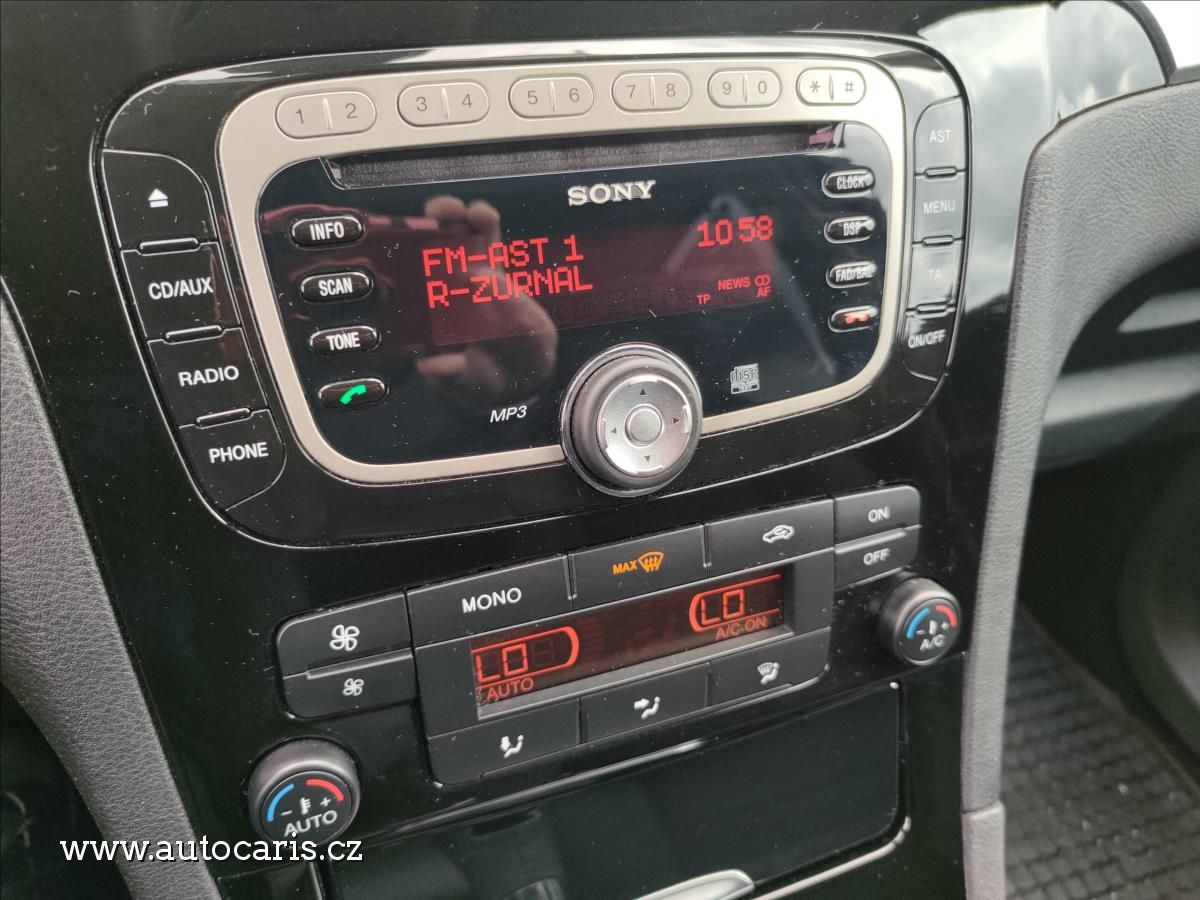 1 2 3 4 5 6 7 8 9 0 * #
SONY
AST
MENU
TA
ON/OFF
CLOCK
DSP
FAD/BAL
INFO
SCAN
TONE
CD/AUX
RADIO
PHONE
FM-AST 1 10 58
R-ZURNAL
NEWS
TP AF
MP3
disc
TEXT
ON
OFF
MAX
MONO
LO
A/C-ON
LO
AUTO
- + A/C
- + AUTO
www.autocaris.cz